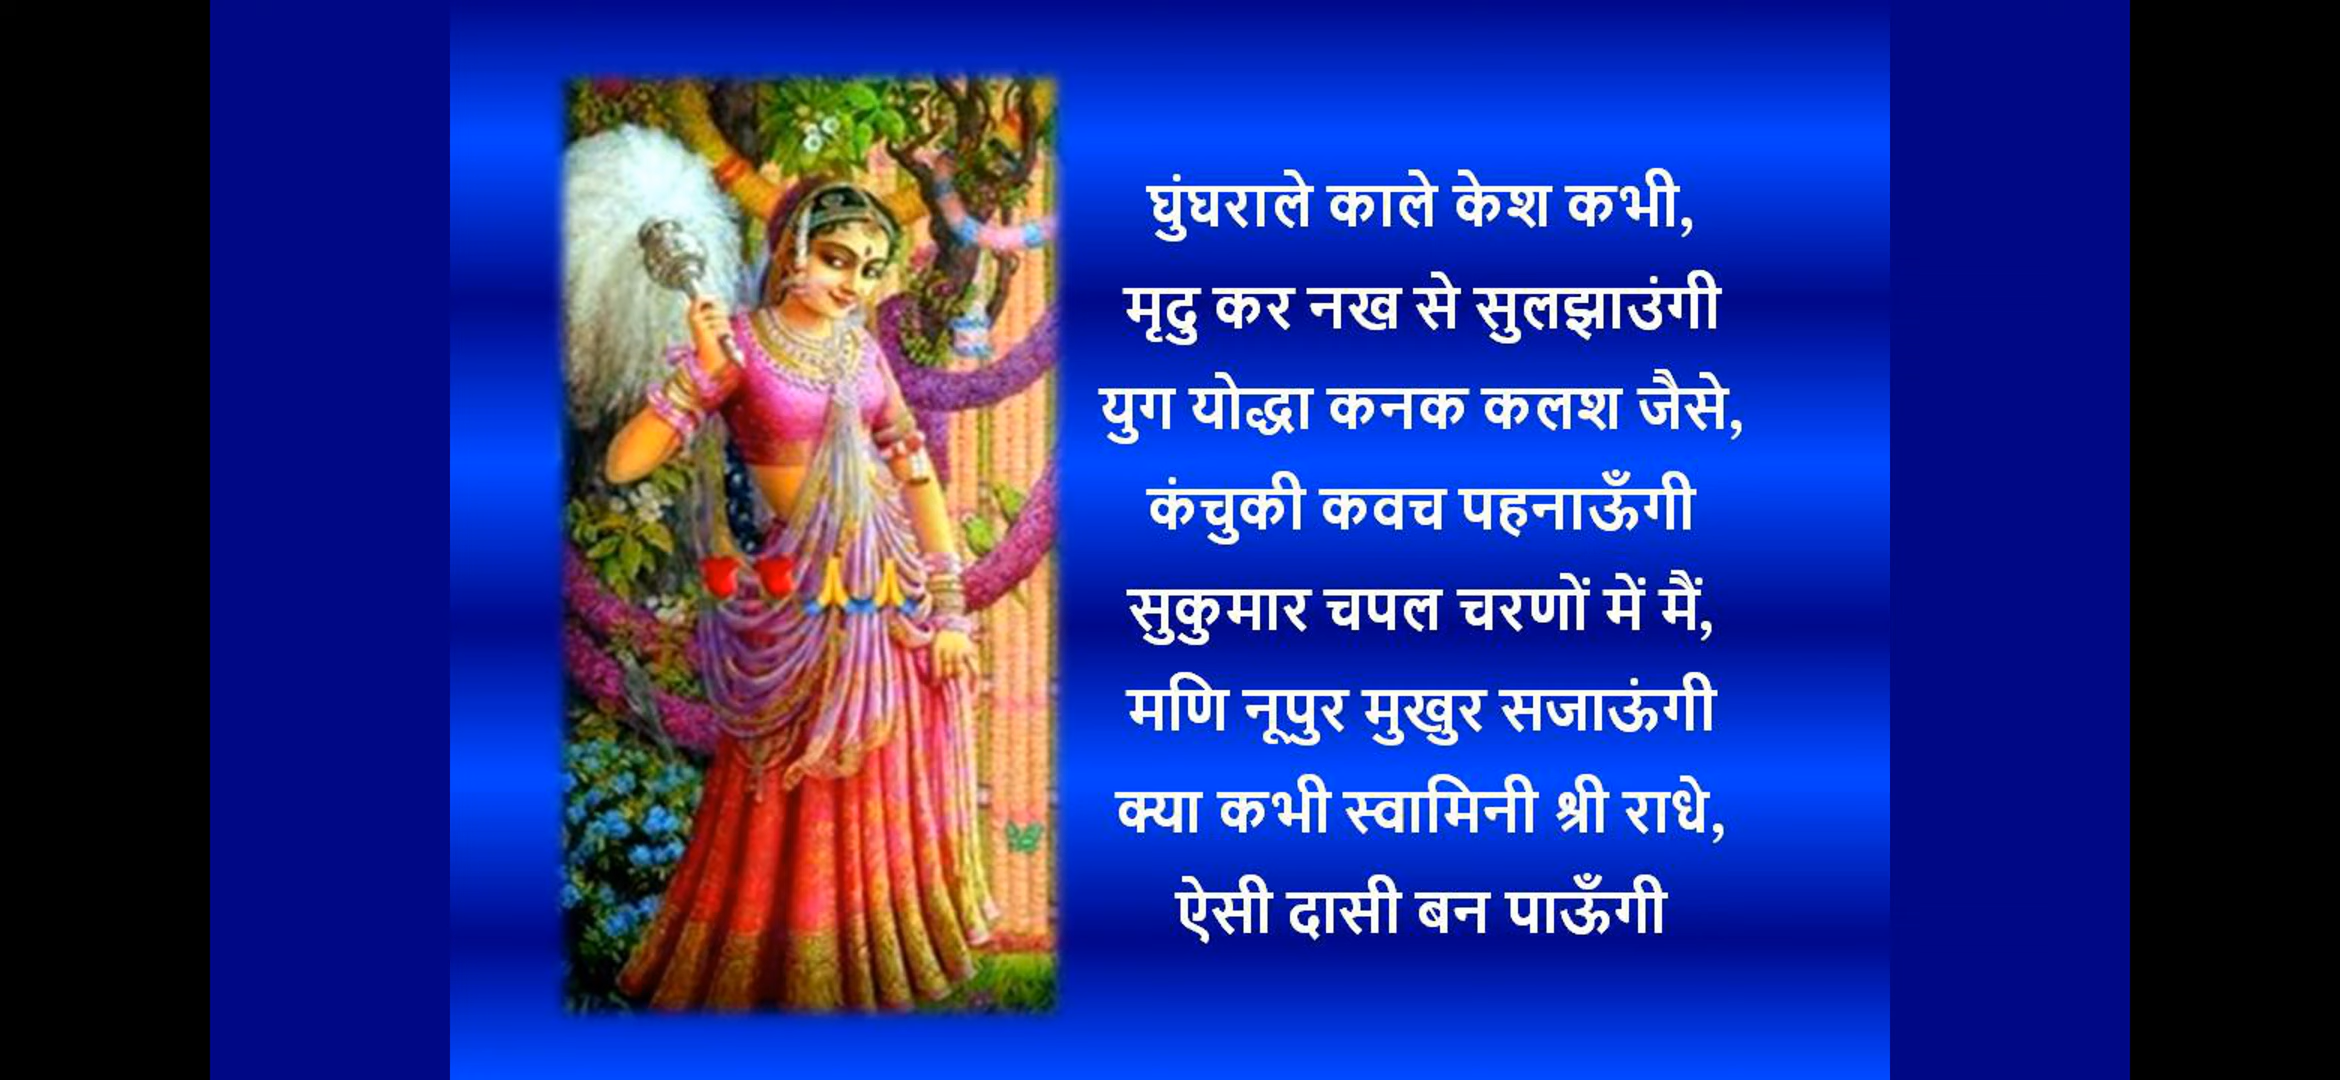 घुंघराले काले केश कभी,
मृदु कर नख से सुलझाउंगी
युग योद्धा कनक कलश जैसे,
कंचुकी कवच पहनाऊँगी
सुकुमार चपल चरणों में मैं,
मणि नूपुर मुखुर सजाऊंगी
क्या कभी स्वामिनी श्री राधे,
ऐसी दासी बन पाऊँगी